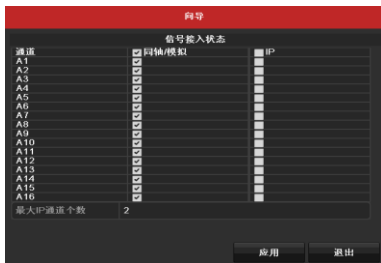 向导
信号接入状态
通道 同轴/模拟 IP
A1
A2
A3
A4
A5
A6
A7
A8
A9
A10
A11
A12
A13
A14
A15
A16
最大IP通道个数 2
应用 退出